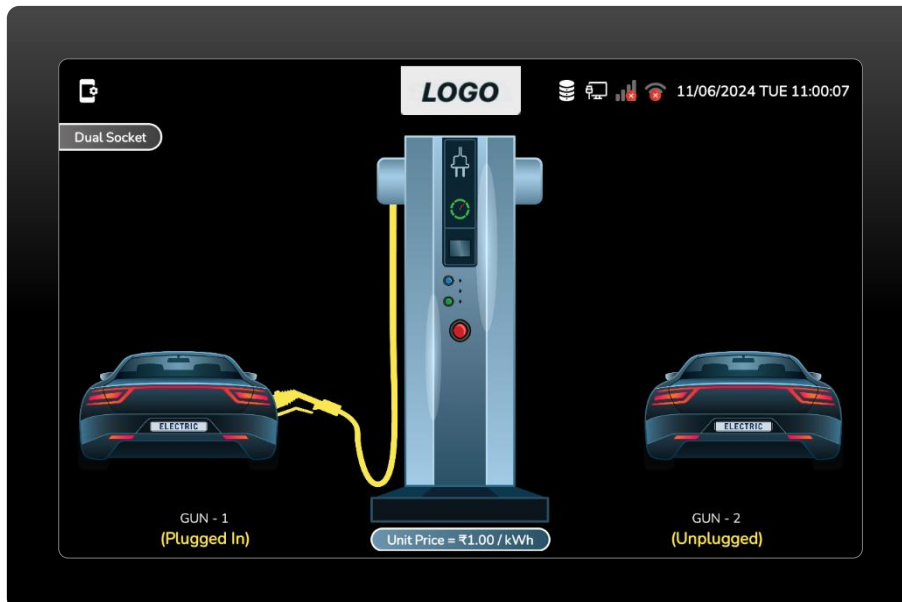 LOGO
11/06/2024 TUE 11:00:07
Dual Socket
ELECTRIC
ELECTRIC
GUN - 1
(Plugged In)
Unit Price = ₹1.00 / kWh
GUN - 2
(Unplugged)